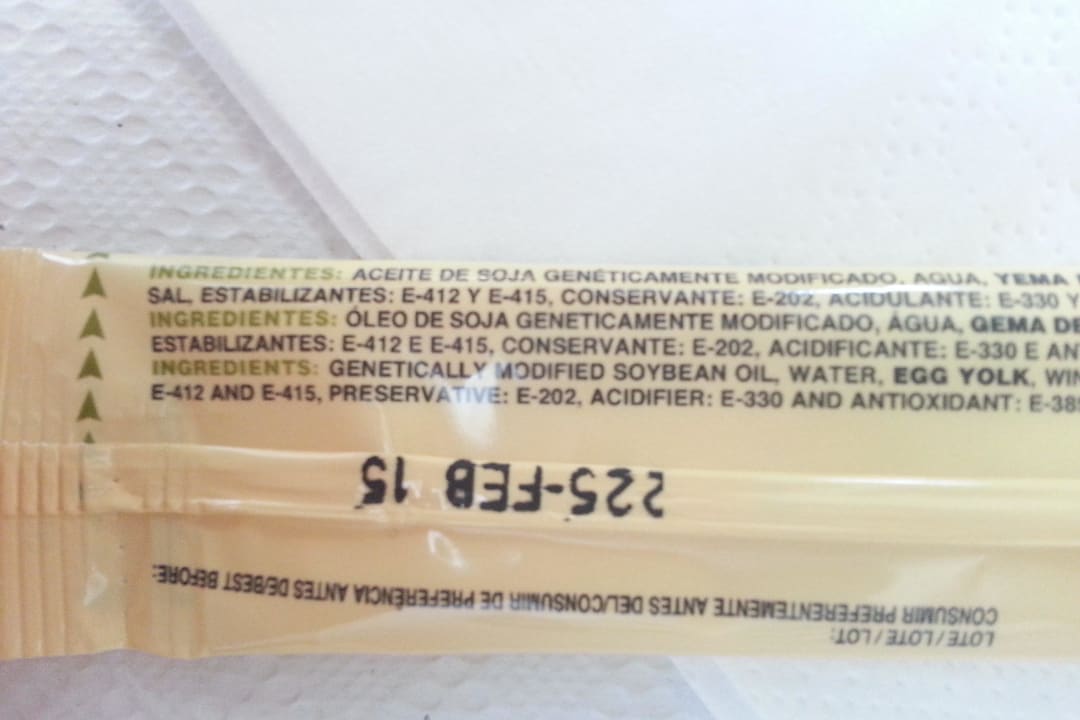 INGREDIENTES: ACEITE DE SOJA GENÉTICAMENTE MODIFICADO, AGUA, YEMA
SAL, ESTABILIZANTES: E-412 Y E-415, CONSERVANTE: E-202, ACIDULANTE: E-330 Y
INGREDIENTES: ÓLEO DE SOJA GENETICAMENTE MODIFICADO, ÁGUA, GEMA DE
ESTABILIZANTES: E-412 E E-415, CONSERVANTE: E-202, ACIDIFICANTE: E-330 E
INGREDIENTS: GENETICALLY MODIFIED SOYBEAN OIL, WATER, EGG YOLK,
E-412 AND E-415, PRESERVATIVE: E-202, ACIDIFIER: E-330 AND ANTIOXIDANT:
225-FEB 15
LOTE/LOTE/LOT:
CONSUMIR PREFERENTEMENTE ANTES DEL/CONSUMIR DE PREFERÊNCIA ANTES DE/BEST BEFORE: